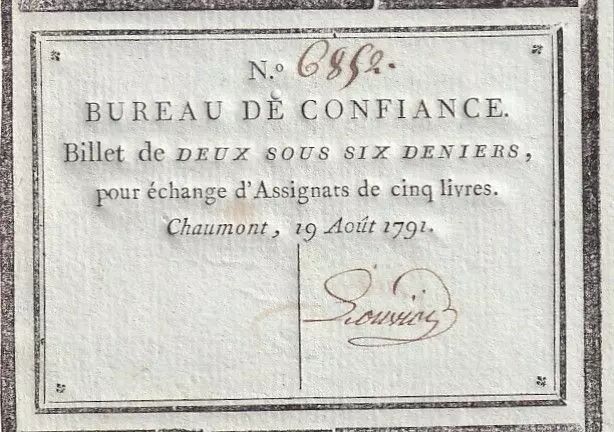 N.º 6852.
BUREAU DE CONFIANCE.
Billet de DEUX SOUS SIX DENIERS,
pour échange d'Assignats de cinq livres.
Chaumont, 19 Août 1791.